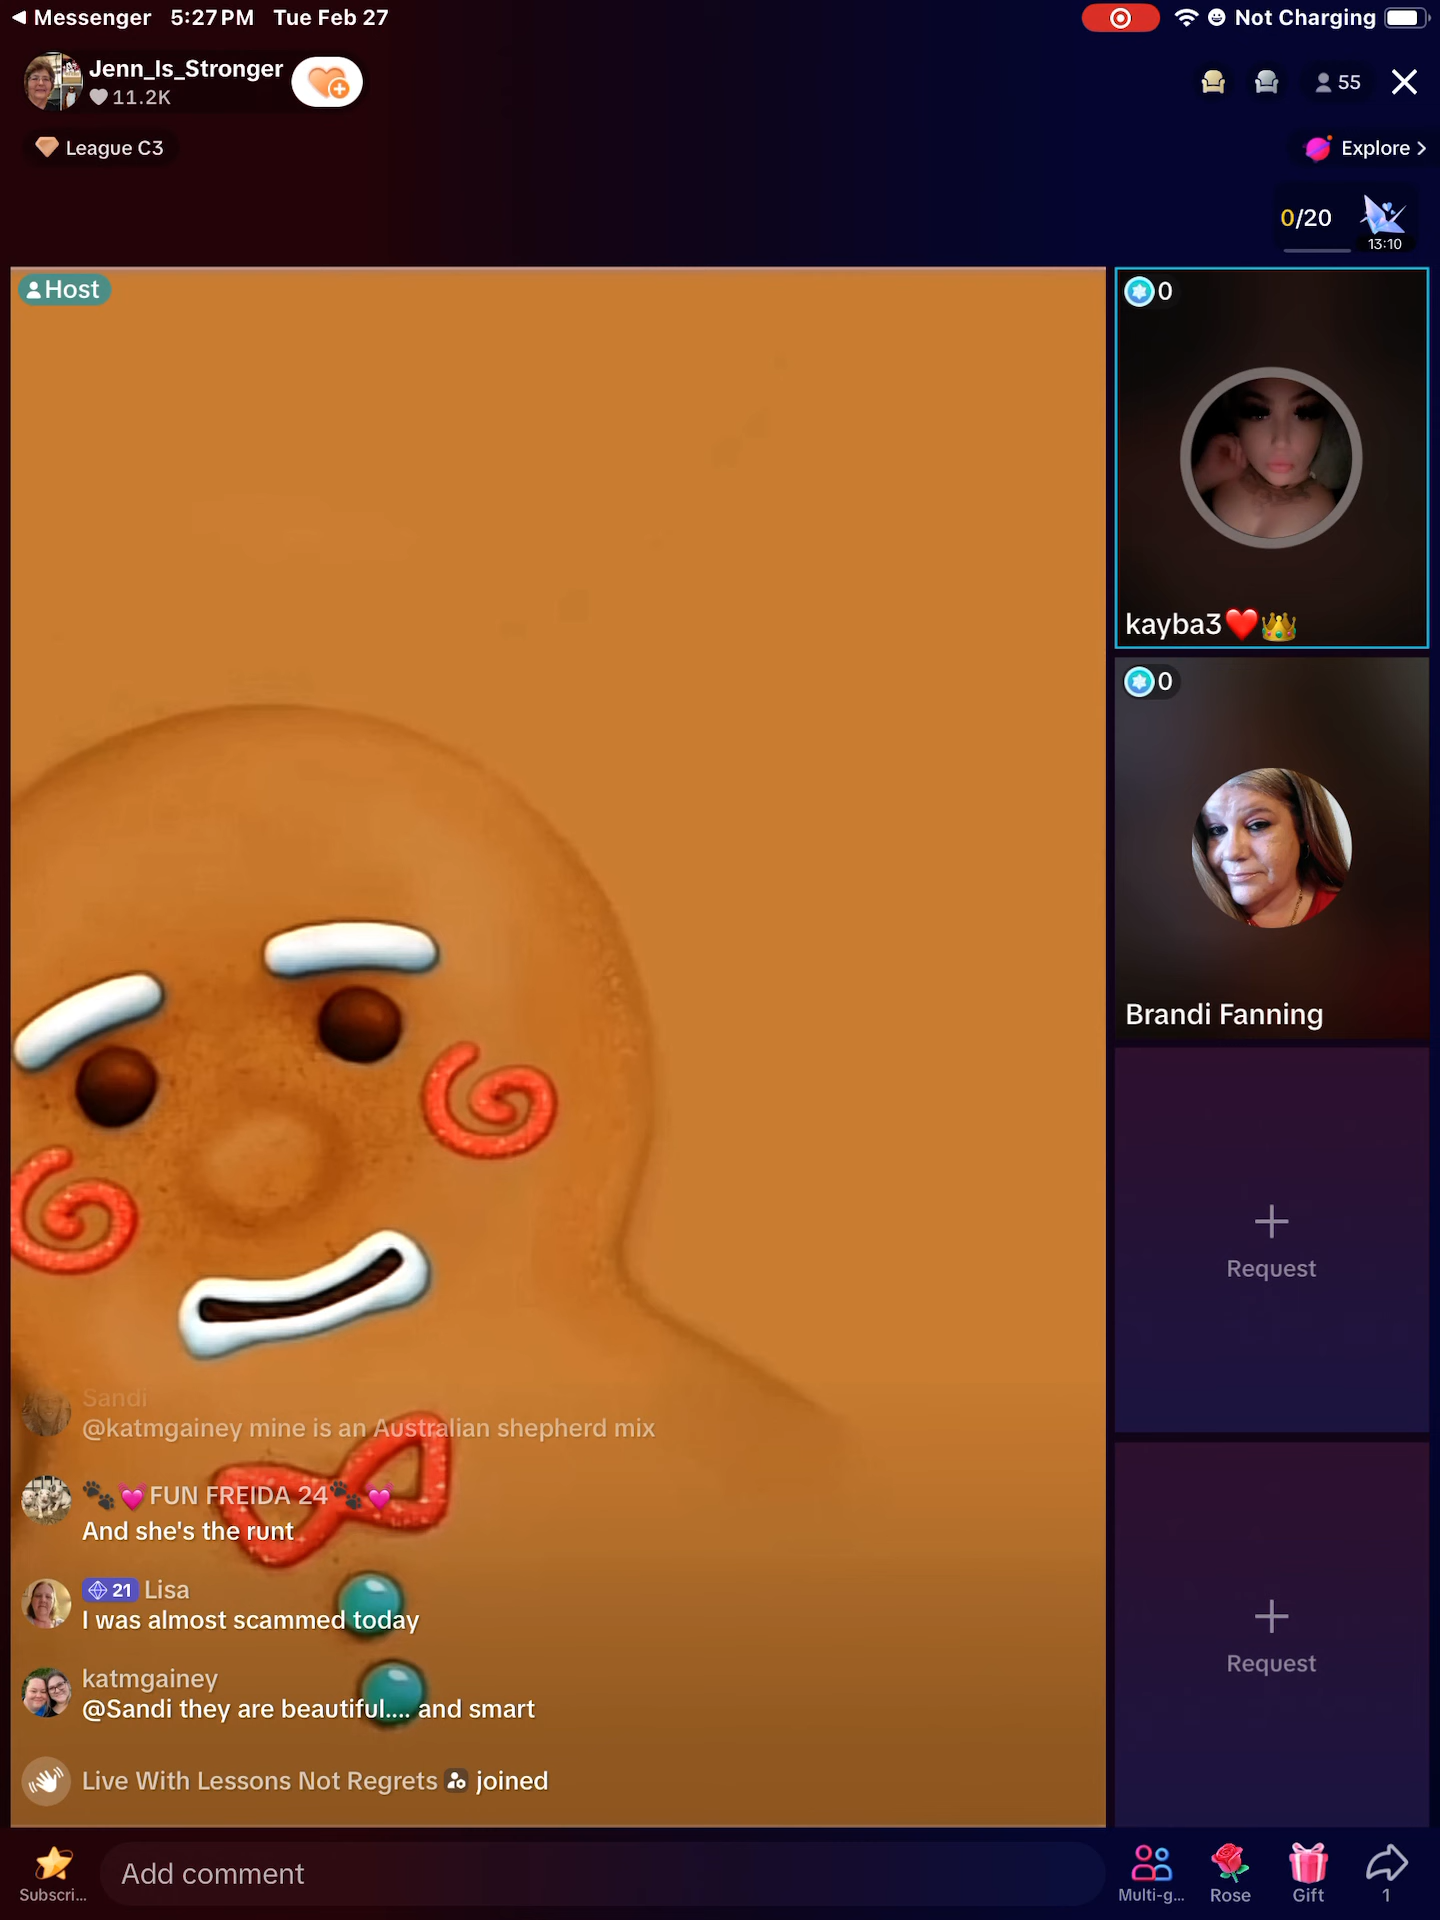 Messenger 5:27 PM Tue Feb 27
Not Charging
Jenn_Is_Stronger
11.2K
55
League C3
Explore
0/20
13:10
Host
0
kayba3❤️👑
0
Brandi Fanning
Request
Request
Sandi
@katmgainey mine is an Australian shepherd mix
🐾💓FUN FREIDA 24🐾💓
And she's the runt
21 Lisa
I was almost scammed today
katmgainey
@Sandi they are beautiful.... and smart
Live With Lessons Not Regrets joined
Add comment
Subscri...
Multi-g...
Rose
Gift
1